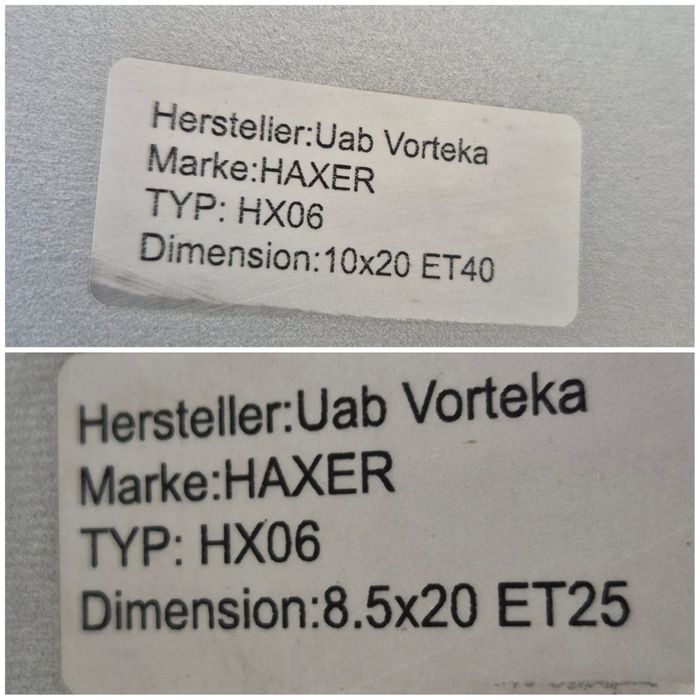 Hersteller:Uab Vorteka
Marke:HAXER
TYP: HX06
Dimension:10x20 ET40
Hersteller:Uab Vorteka
Marke:HAXER
TYP: HX06
Dimension:8.5x20 ET25